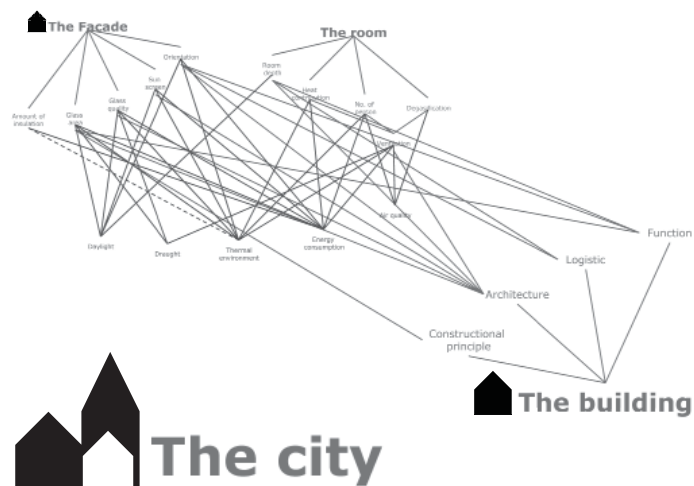 The Facade
The room
Orientation
Room
depth
Sun
screen
Heat
Glass
quality
No. of
person
Degasification
Amount of
insulation
Glass
area
Ventilation
Air quality
Daylight
Draught
Thermal
environment
Energy
consumption
Function
Logistic
Architecture
Constructional
principle
The building
The city